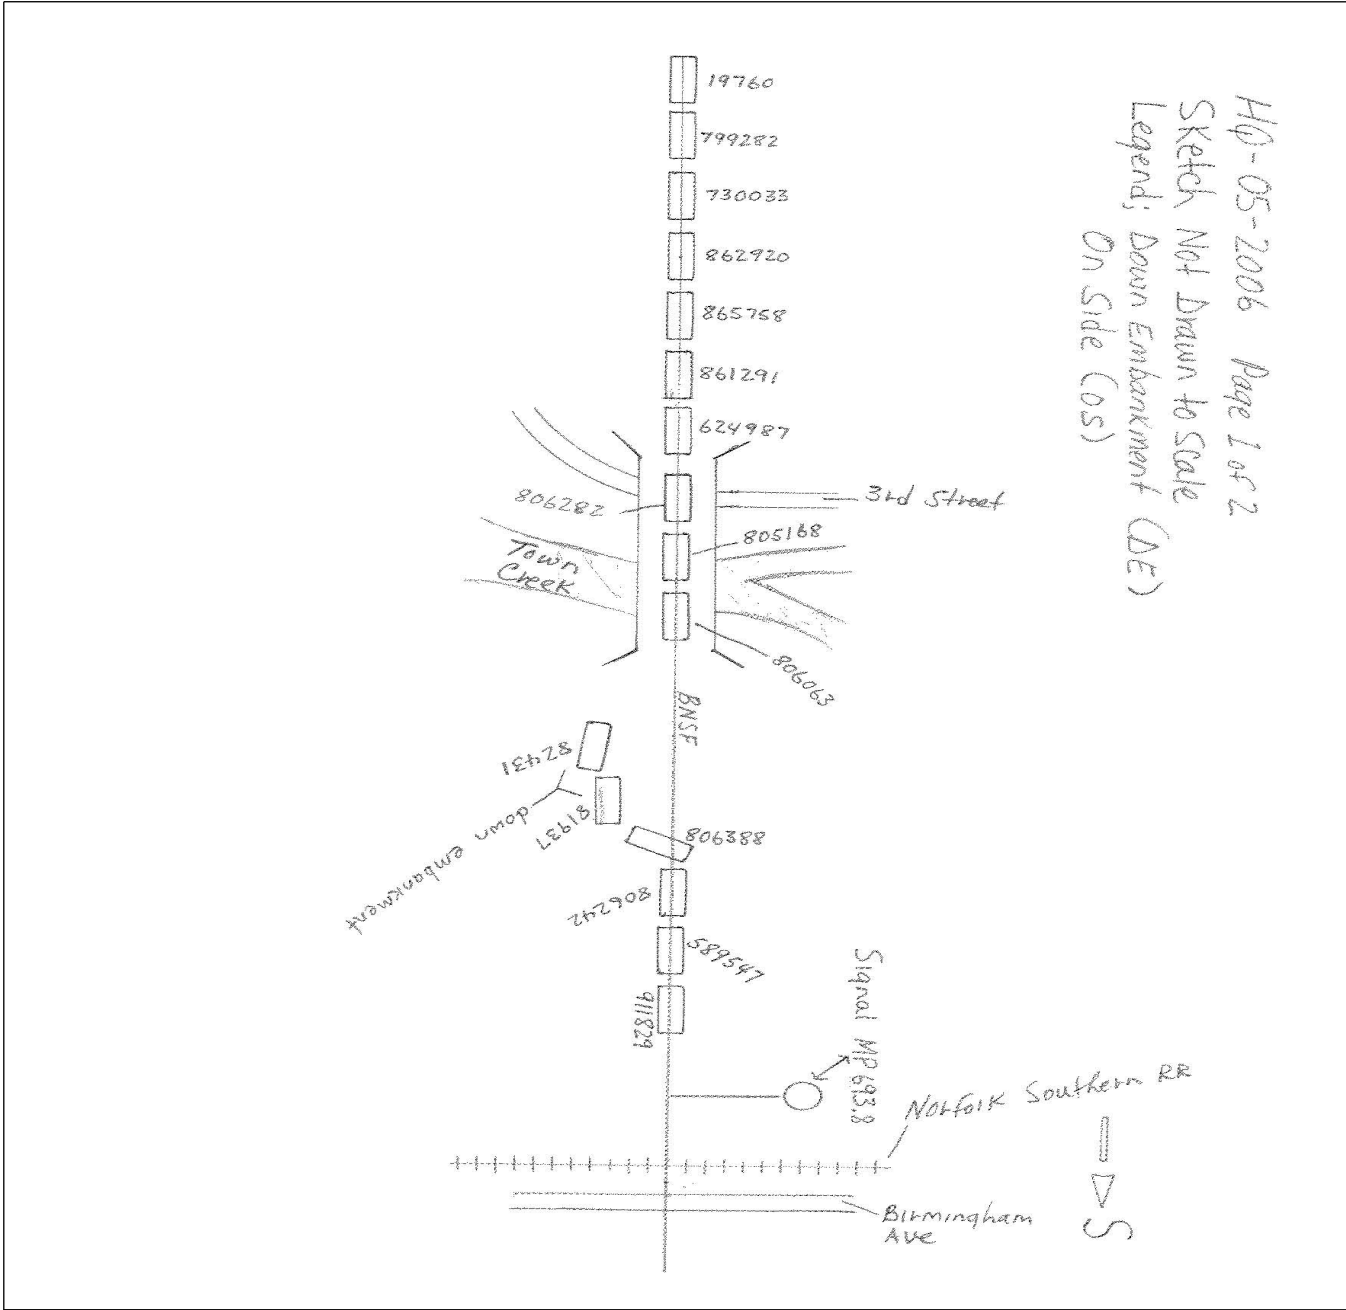 HQ-05-2006 Page 1 of 2
Sketch Not Drawn to Scale
Legend; Down Embankment (DE)
On Side (OS)
19760
799282
730033
862920
865758
861291
624987
806282
3rd Street
805168
Town
Creek
806063
BNSF
82431
81937
down embankment
806388
806242
589547
911829
Signal MP 693.8
Norfolk Southern RR
Birmingham
Ave
S